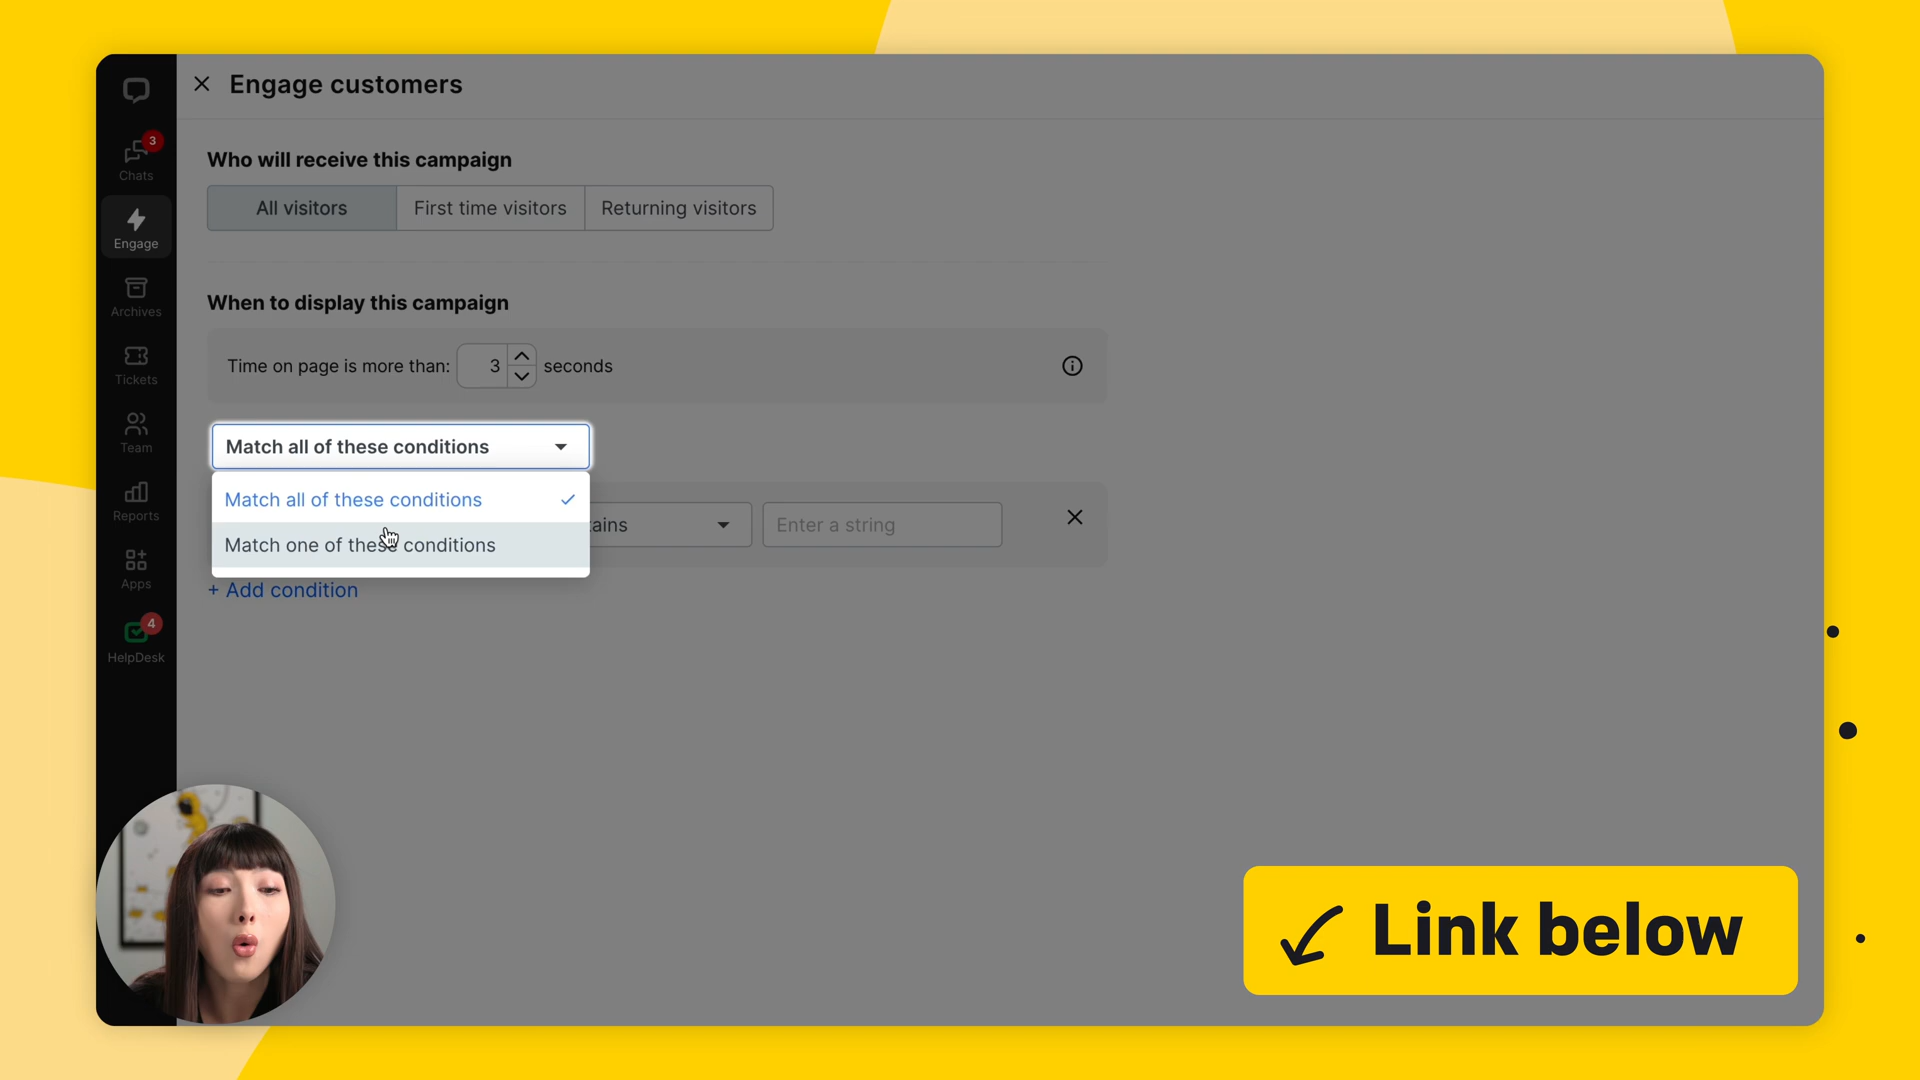 Engage customers
3
Chats
Engage
Archives
Tickets
Team
Reports
Apps
4
HelpDesk
Who will receive this campaign
All visitors
First time visitors
Returning visitors
When to display this campaign
Time on page is more than:
3
seconds
Match all of these conditions
Match all of these conditions
Match one of these conditions
ains
Enter a string
+ Add condition
Link below